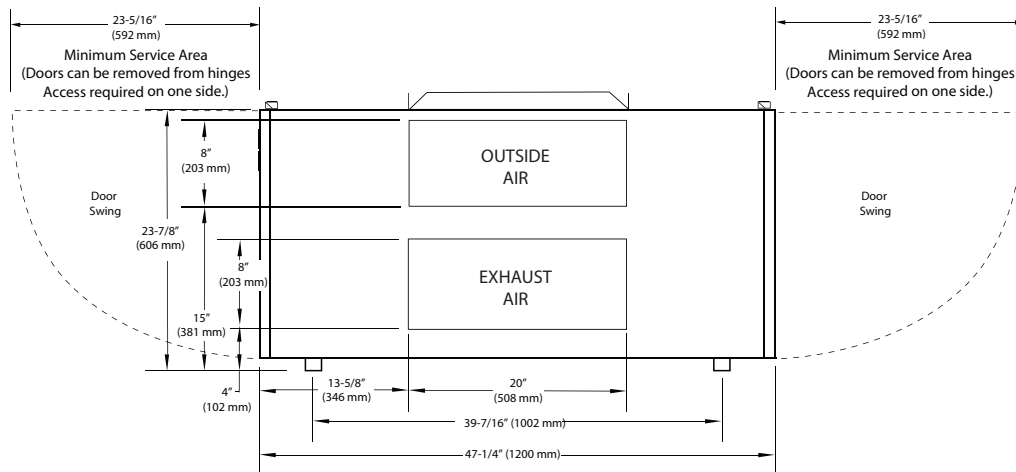 23-5/16”
(592 mm)
Minimum Service Area
(Doors can be removed from hinges
Access required on one side.)
23-5/16”
(592 mm)
Minimum Service Area
(Doors can be removed from hinges
Access required on one side.)
8”
(203 mm)
OUTSIDE
AIR
Door
Swing
Door
Swing
23-7/8”
(606 mm)
8”
(203 mm)
EXHAUST
AIR
15”
(381 mm)
4”
(102 mm)
13-5/8”
(346 mm)
20”
(508 mm)
39-7/16” (1002 mm)
47-1/4” (1200 mm)